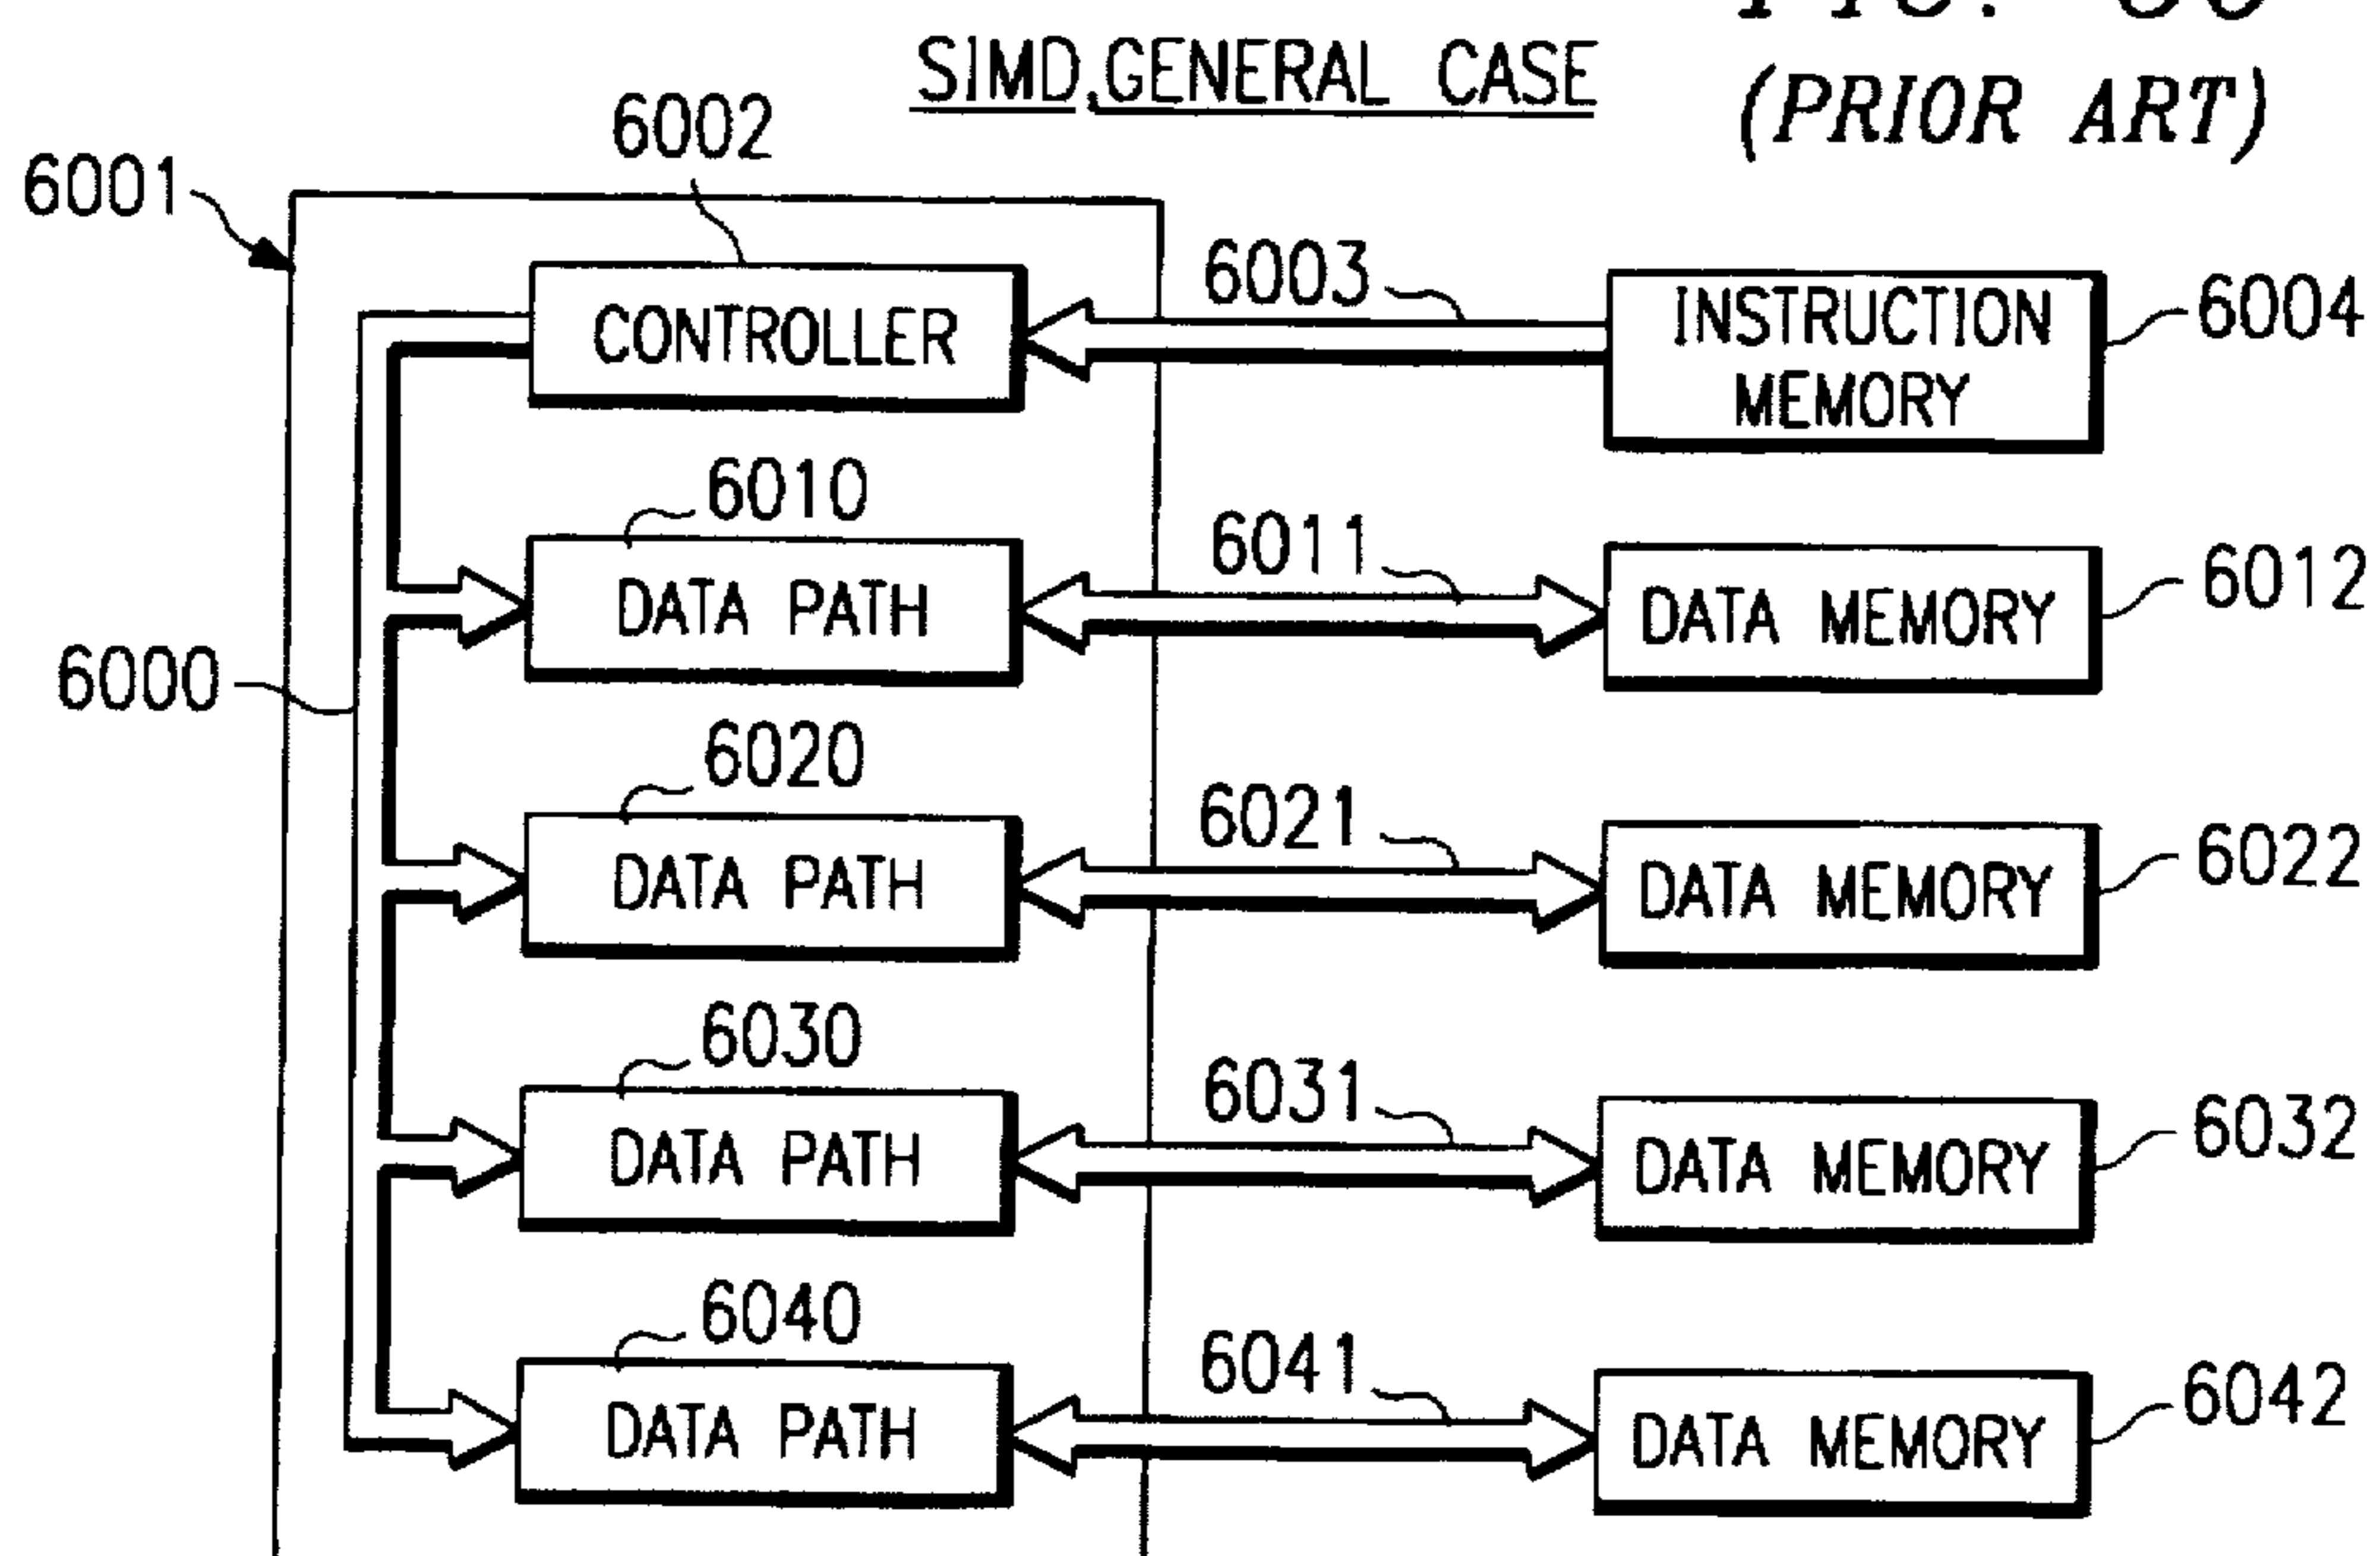 SIMD,GENERAL CASE
(PRIOR ART)
6002
6001
6003
CONTROLLER
INSTRUCTION
MEMORY
6004
6010
6011
DATA PATH
DATA MEMORY
6012
6000
6020
6021
DATA PATH
DATA MEMORY
6022
6030
6031
DATA PATH
DATA MEMORY
6032
6040
6041
DATA PATH
DATA MEMORY
6042